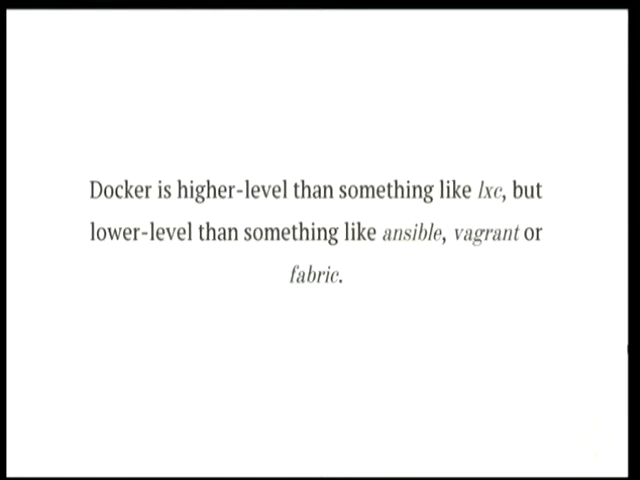 Docker is higher-level than something like lxc, but
lower-level than something like ansible, vagrant or
fabric.